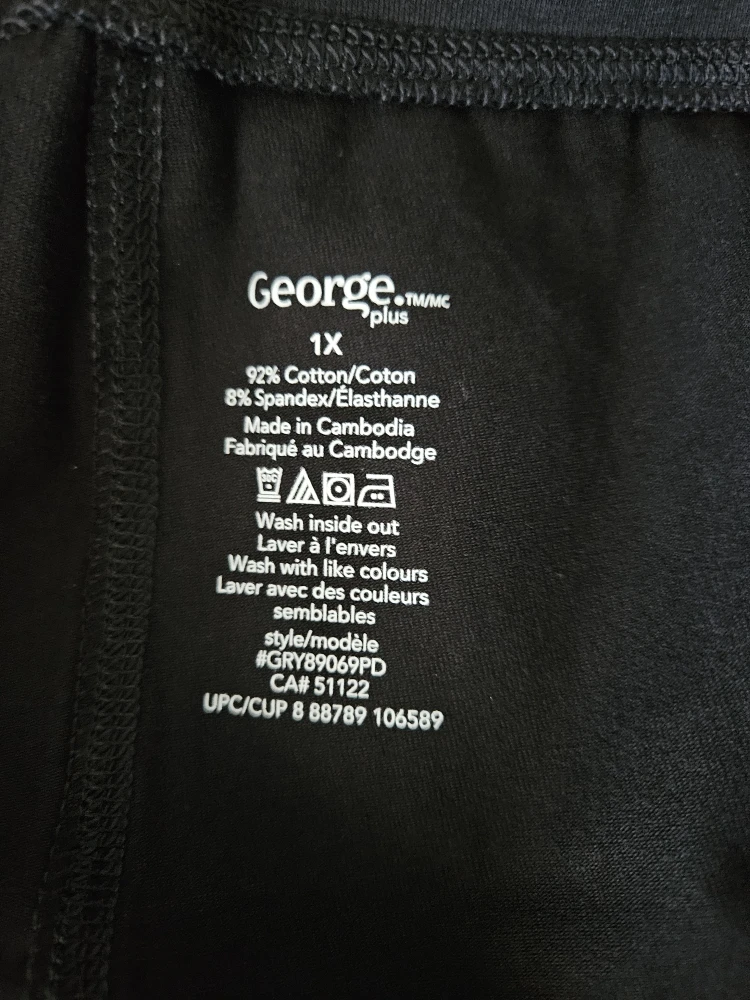 George.TM/MC
plus
1X
92% Cotton/Coton
8% Spandex/Élasthanne
Made in Cambodia
Fabriqué au Cambodge
Wash inside out
Laver à l'envers
Wash with like colours
Laver avec des couleurs
semblables
style/modèle
#GRY89069PD
CA# 51122
UPC/CUP 8 88789 106589